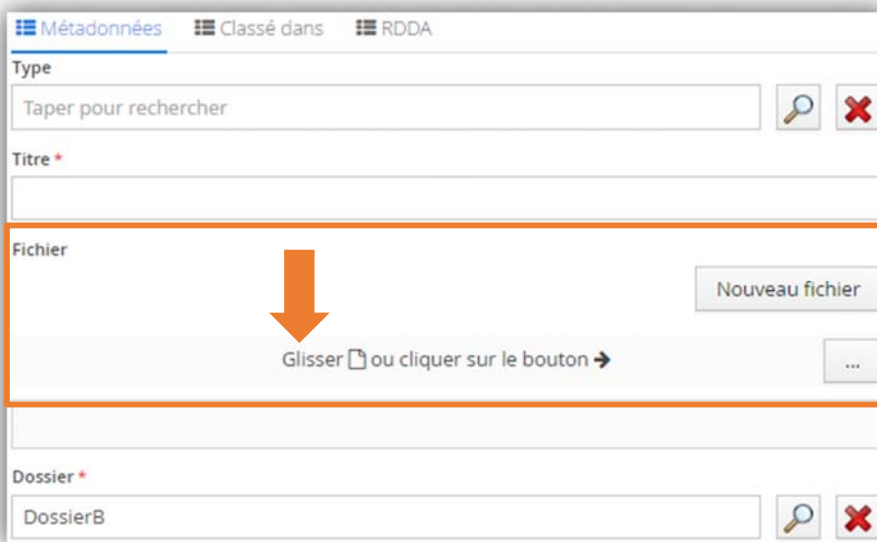 Métadonnées Classé dans RDDA
Type
Taper pour rechercher
Titre *
Fichier
Nouveau fichier
Glisser ou cliquer sur le bouton
...
Dossier *
DossierB